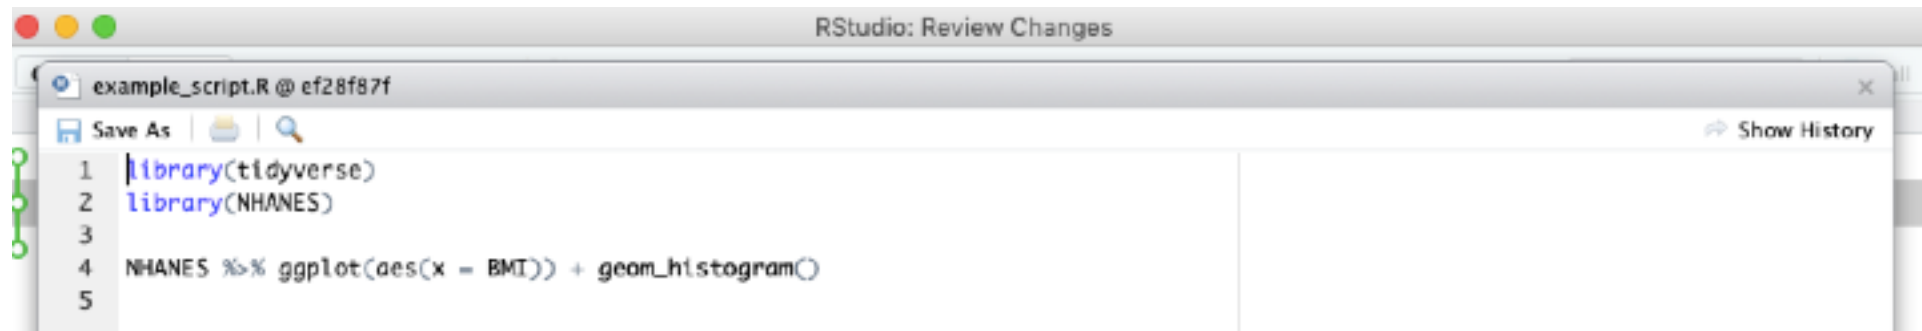 RStudio: Review Changes
example_script.R @ ef28f87f
Save As
Show History
1 library(tidyverse)
2 library(NHANES)
3
4 NHANES %>% ggplot(aes(x = BMI)) + geom_histogram()
5